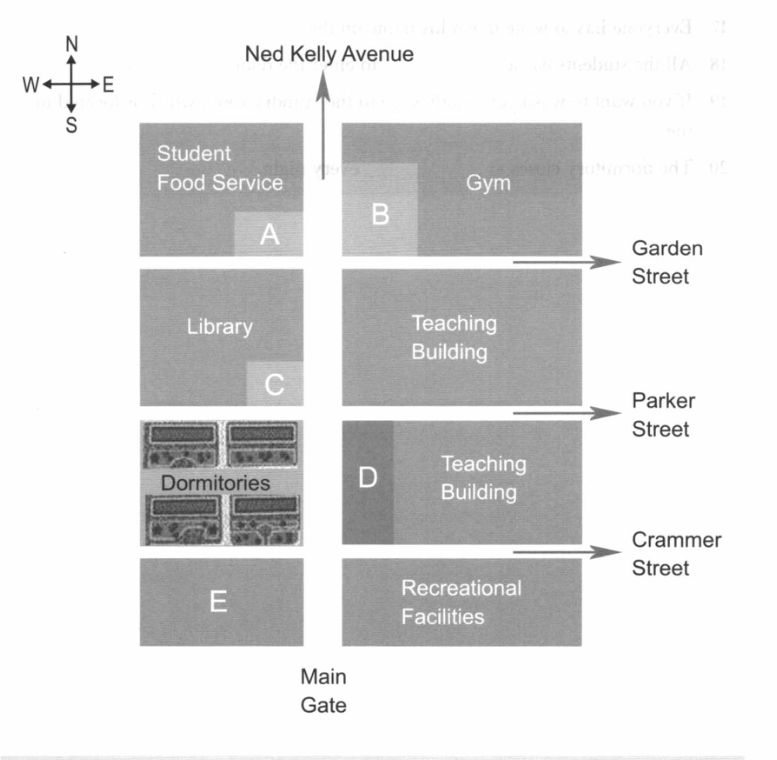 N
W E
S
Ned Kelly Avenue
Student
Food Service
A
B
Gym
Garden
Street
Library
C
Teaching
Building
Parker
Street
Dormitories
D
Teaching
Building
Crammer
Street
E
Recreational
Facilities
Main
Gate